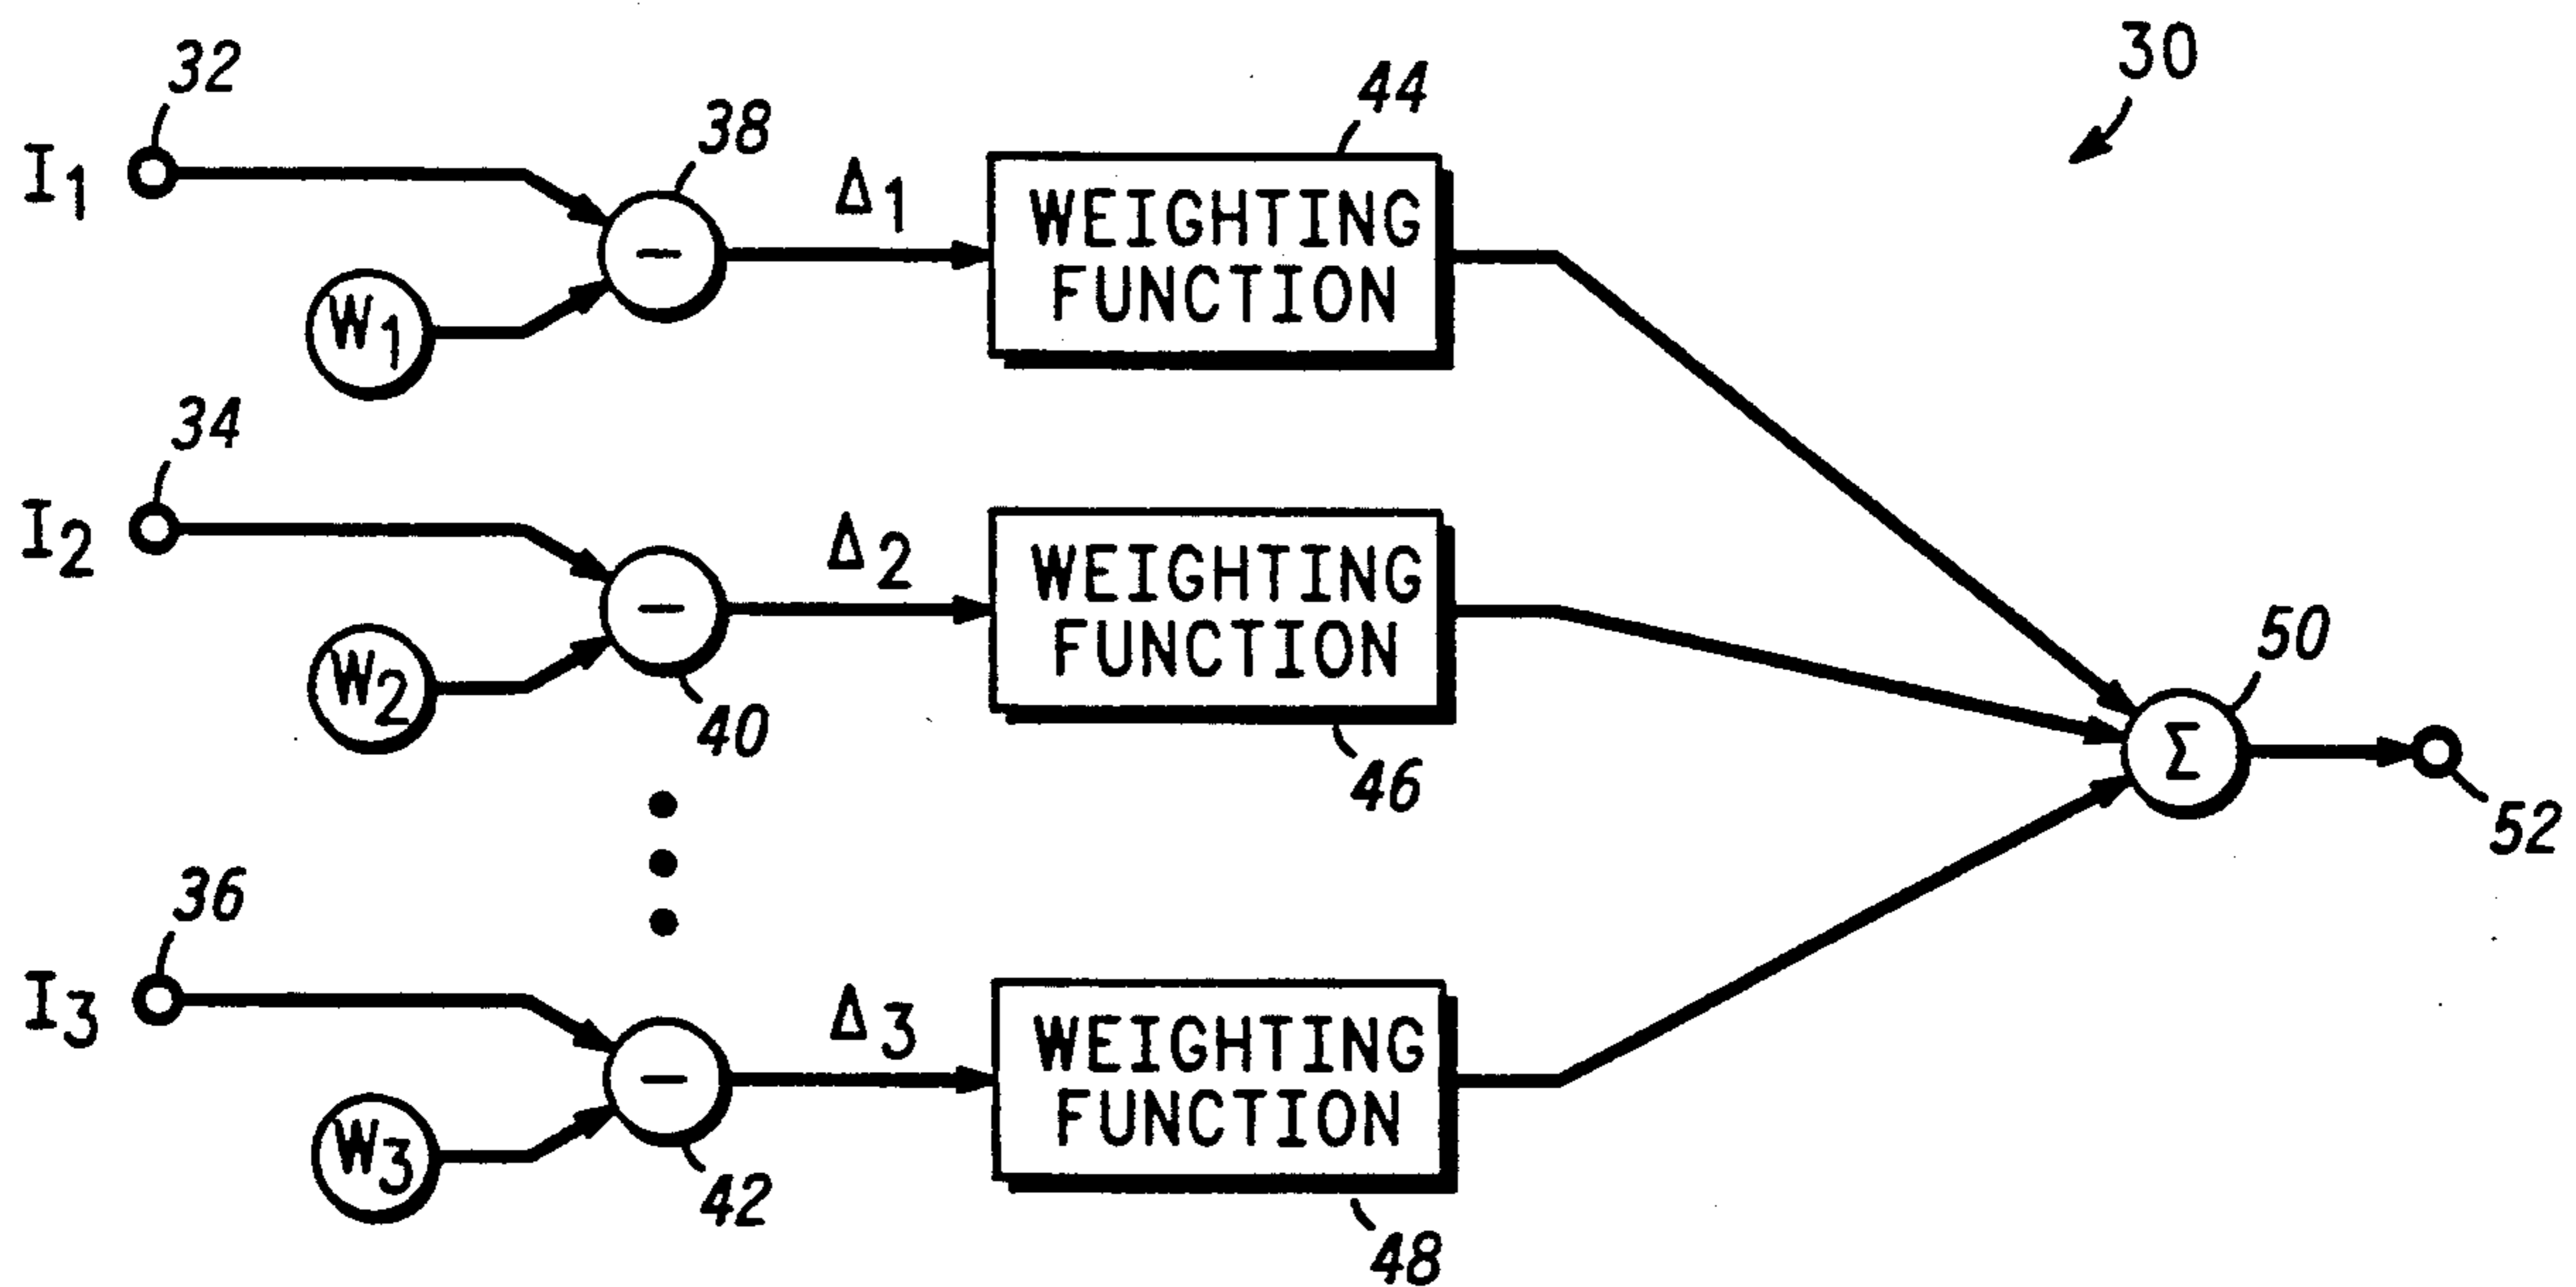 30
32
I1
38
Δ1
44
WEIGHTING
FUNCTION
−
W1
34
I2
Δ2
WEIGHTING
FUNCTION
−
W2
40
46
50
Σ
52
36
I3
Δ3
WEIGHTING
FUNCTION
−
W3
42
48